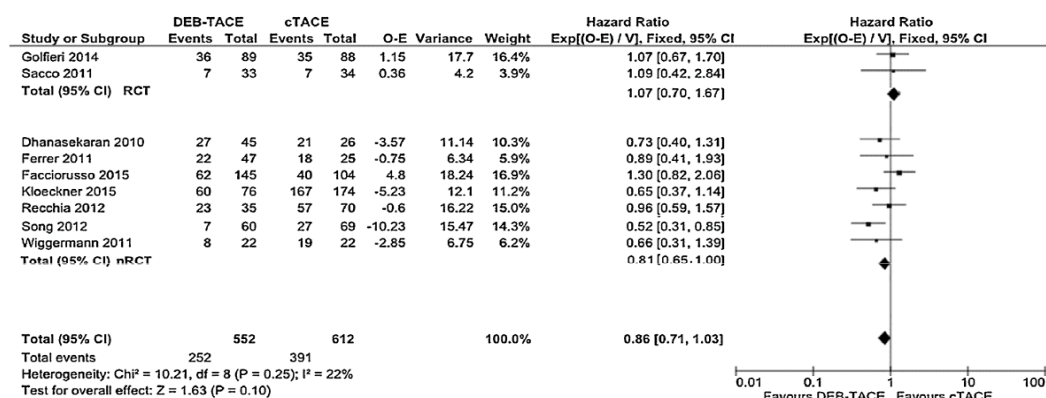 DEB-TACE cTACE Hazard Ratio Hazard Ratio
Study or Subgroup Events Total Events Total O-E Variance Weight Exp[(O-E) / V], Fixed, 95% CI Exp[(O-E) / V], Fixed, 95% CI
Golfieri 2014 36 89 35 88 1.15 17.7 16.4% 1.07 [0.67, 1.70]
Sacco 2011 7 33 7 34 0.36 4.2 3.9% 1.09 [0.42, 2.84]
Total (95% CI) RCT 1.07 [0.70, 1.67]
Dhanasekaran 2010 27 45 21 26 -3.57 11.14 10.3% 0.73 [0.40, 1.31]
Ferrer 2011 22 47 18 25 -0.75 6.34 5.9% 0.89 [0.41, 1.93]
Facciorusso 2015 62 145 40 104 4.8 18.24 16.9% 1.30 [0.82, 2.06]
Kloeckner 2015 60 76 167 174 -5.23 12.1 11.2% 0.65 [0.37, 1.14]
Recchia 2012 23 35 57 70 -0.6 16.22 15.0% 0.96 [0.59, 1.57]
Song 2012 7 60 27 69 -10.23 15.47 14.3% 0.52 [0.31, 0.85]
Wiggermann 2011 8 22 19 22 -2.85 6.75 6.2% 0.66 [0.31, 1.39]
Total (95% CI) nRCT 0.81 [0.65-1.00]
Total (95% CI) 552 612 100.0% 0.86 [0.71, 1.03]
Total events 252 391
Heterogeneity: Chi² = 10.21, df = 8 (P = 0.25); I² = 22%
Test for overall effect: Z = 1.63 (P = 0.10)
0.01 0.1 1 10 100
Favours DEB-TACE Favours cTACE